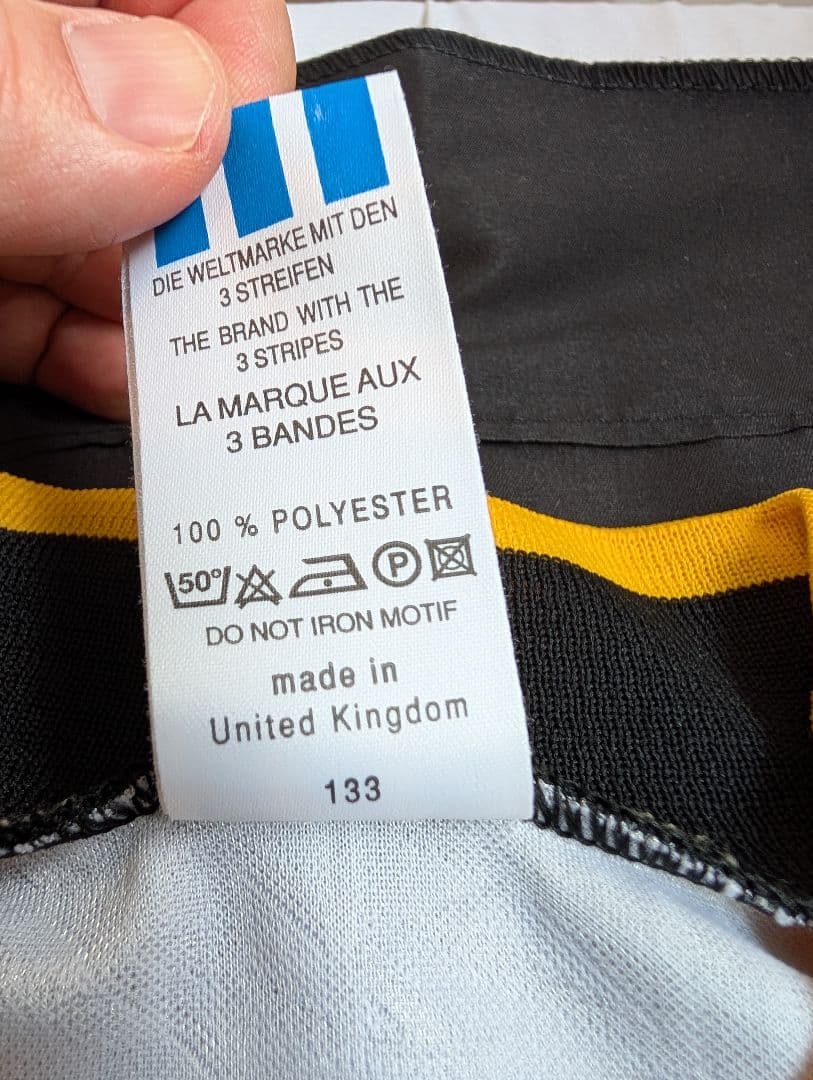 DIE WELTMARKE MIT DEN
3 STREIFEN
THE BRAND WITH THE
3 STRIPES
LA MARQUE AUX
3 BANDES
100 % POLYESTER
50° P
DO NOT IRON MOTIF
made in
United Kingdom
133